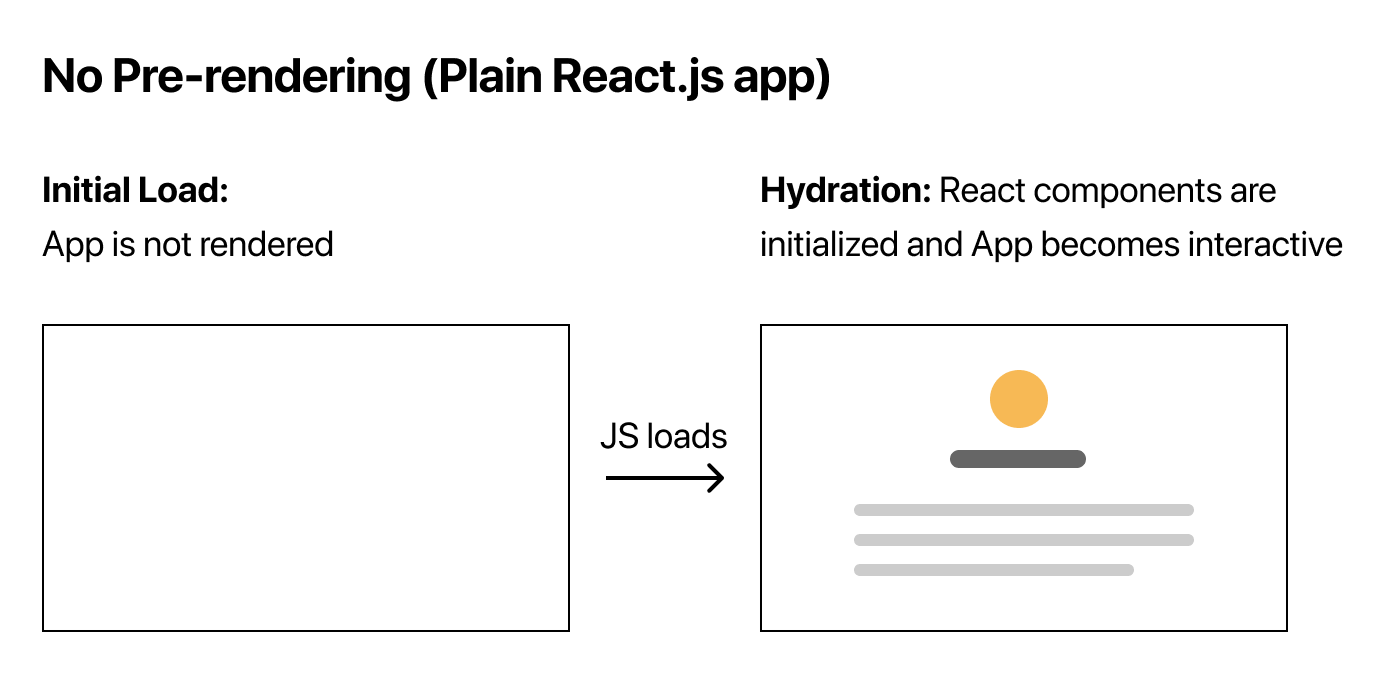 No Pre-rendering (Plain React.js app)
Initial Load:
App is not rendered
Hydration: React components are
initialized and App becomes interactive
JS loads